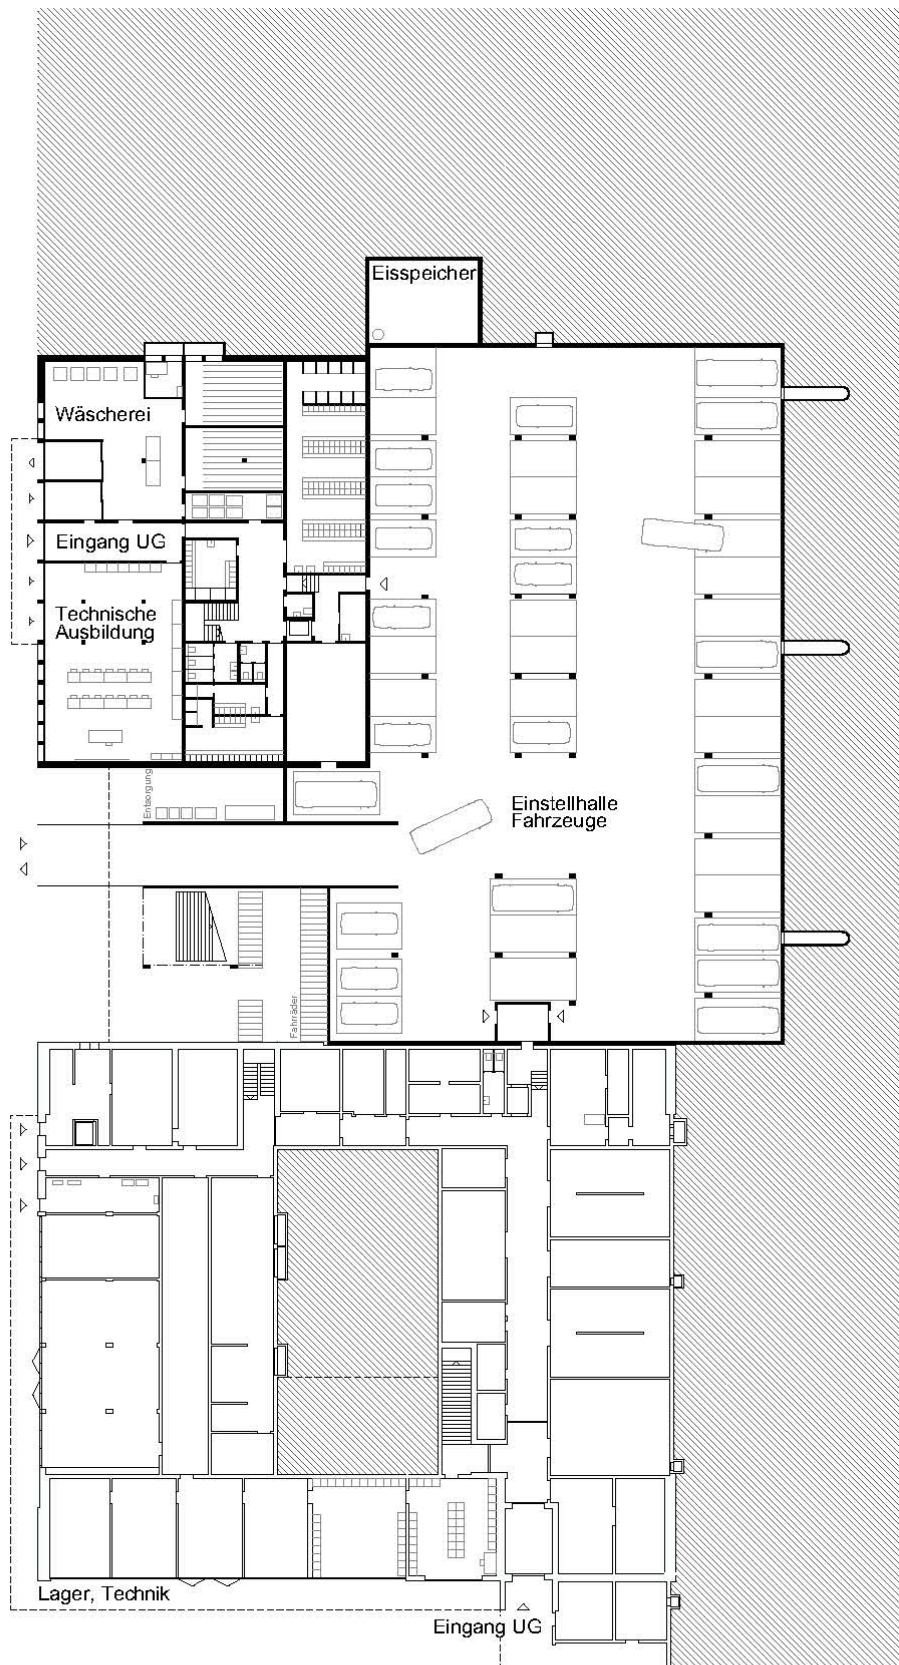 Eisspeicher
Wäscherei
Eingang UG
Technische
Ausbildung
Entsorgung
Einstellhalle
Fahrzeuge
Fahrräder
Lager, Technik
Eingang UG